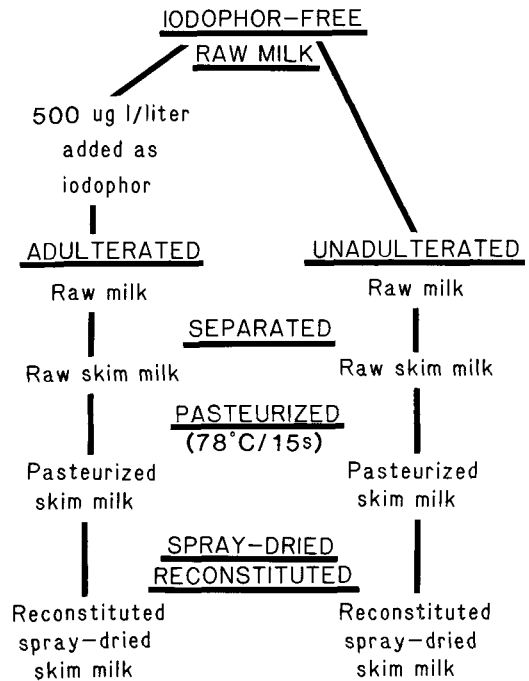 IODOPHOR-FREE
RAW MILK
500 ug I/liter
added as
iodophor
ADULTERATED
Raw milk
UNADULTERATED
Raw milk
SEPARATED
Raw skim milk
Raw skim milk
PASTEURIZED
(78°C/15s)
Pasteurized
skim milk
Pasteurized
skim milk
SPRAY-DRIED
RECONSTITUTED
Reconstituted
spray-dried
skim milk
Reconstituted
spray-dried
skim milk